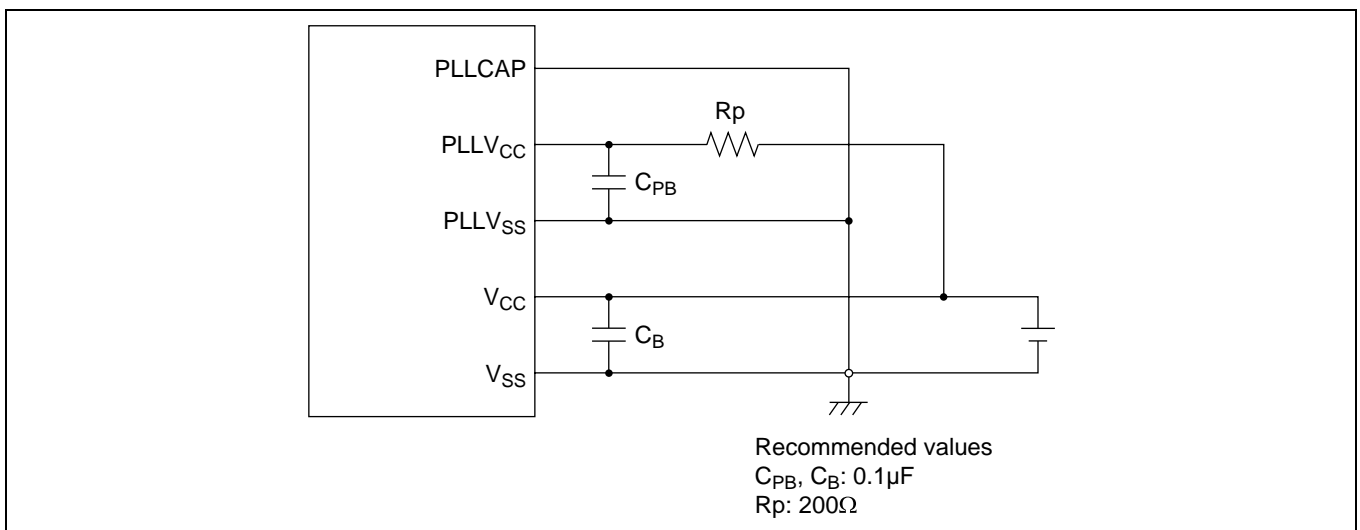 PLLCAP
Rp
PLLVCC
CPB
PLLVSS
VCC
CB
VSS
Recommended values
CPB, CB: 0.1µF
Rp: 200Ω